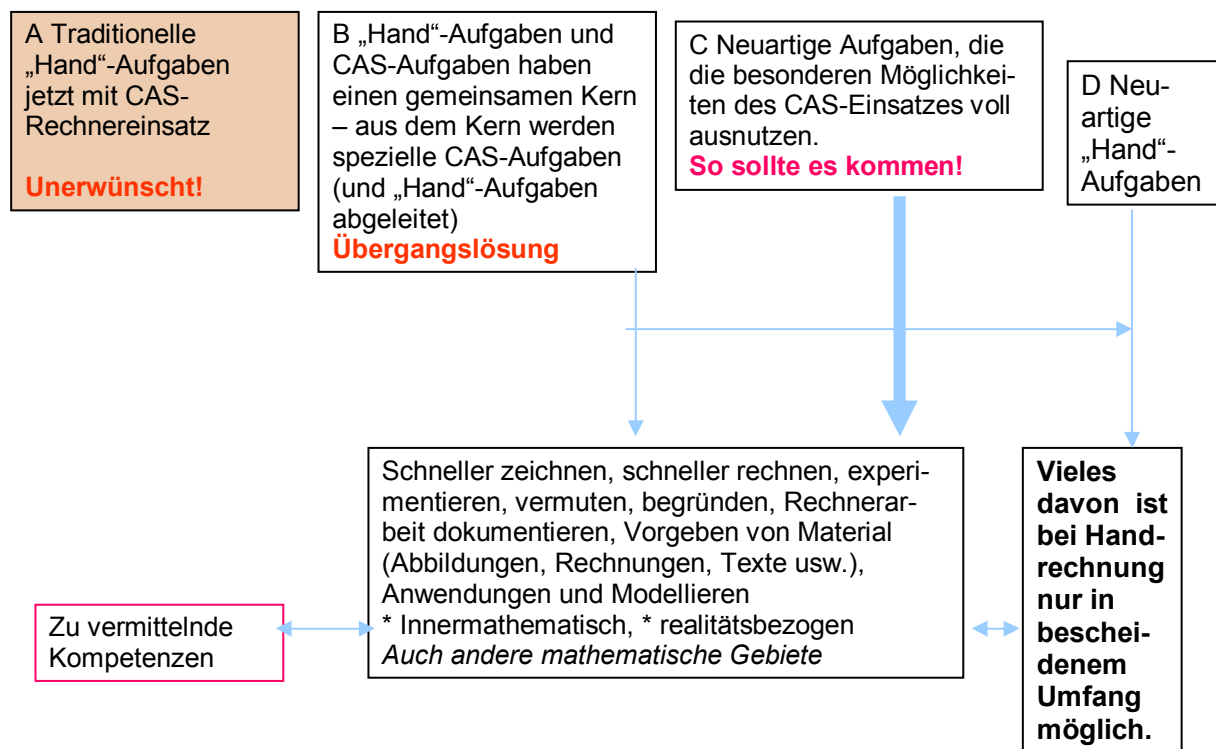 A Traditionelle
„Hand“-Aufgaben
jetzt mit CAS-
Rechnereinsatz
Unerwünscht!
B „Hand“-Aufgaben und
CAS-Aufgaben haben
einen gemeinsamen Kern
– aus dem Kern werden
spezielle CAS-Aufgaben
(und „Hand“-Aufgaben
abgeleitet)
Übergangslösung
C Neuartige Aufgaben, die
die besonderen Möglichkei-
ten des CAS-Einsatzes voll
ausnutzen.
So sollte es kommen!
D Neu-
artige
„Hand“-
Aufgaben
Schneller zeichnen, schneller rechnen, experi-
mentieren, vermuten, begründen, Rechnerar-
beit dokumentieren, Vorgeben von Material
(Abbildungen, Rechnungen, Texte usw.),
Anwendungen und Modellieren
* Innermathematisch, * realitätsbezogen
Auch andere mathematische Gebiete
Vieles
davon ist
bei Hand-
rechnung
nur in
beschei-
denem
Umfang
möglich.
Zu vermittelnde
Kompetenzen